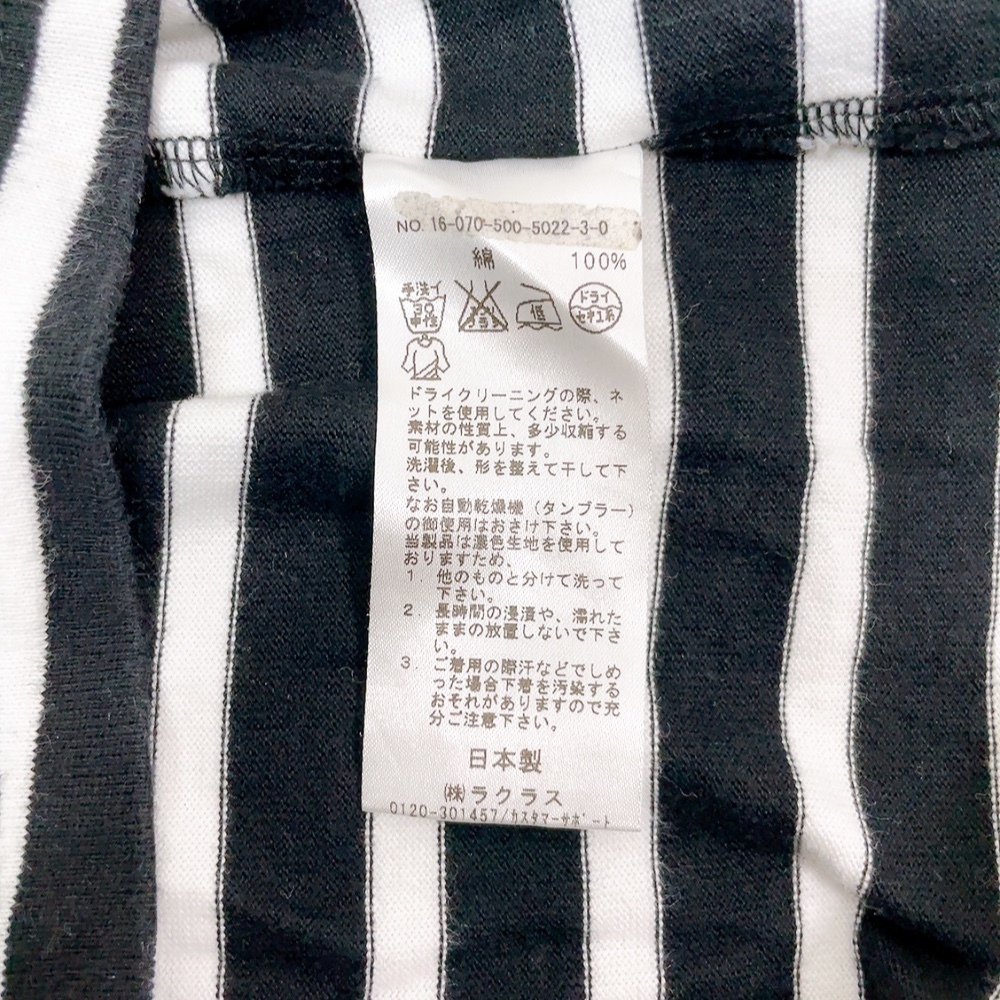 NO. 16-070-500-5022-3-0
綿 100%
手洗イ
30
中性
エンソ
サラシ
低
ドライ
セキユ系
ドライクリーニングの際、ネ
ットを使用してください。
素材の性質上、多少収縮する
可能性があります。
洗濯後、形を整えて干して下
さい。
なお自動乾燥機（タンブラー）
の御使用はおさけ下さい。
当製品は濃色生地を使用して
おりますため、
1. 他のものと分けて洗って
下さい。
2. 長時間の浸漬や、濡れた
ままの放置しないで下さ
い。
3. ご着用の際汗などでしめ
った場合下着を汚染する
おそれがありますので充
分ご注意下さい。
日本製
㈱ラクラス
0120-301457/カスタマーサポート